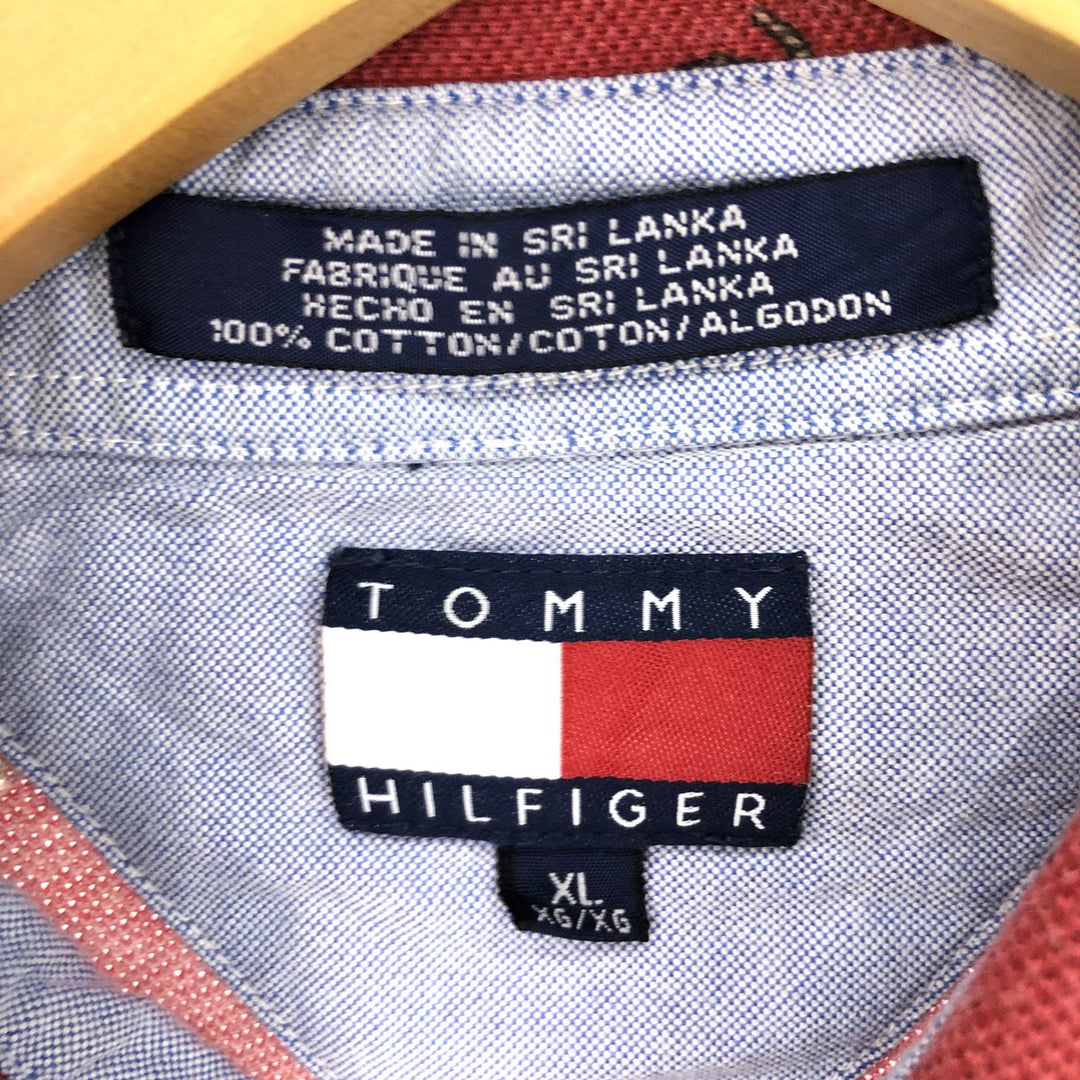 MADE IN SRI LANKA
FABRIQUE AU SRI LANKA
HECHO EN SRI LANKA
100% COTTON/COTON/ALGODON
TOMMY
HILFIGER
XL
XG/XG